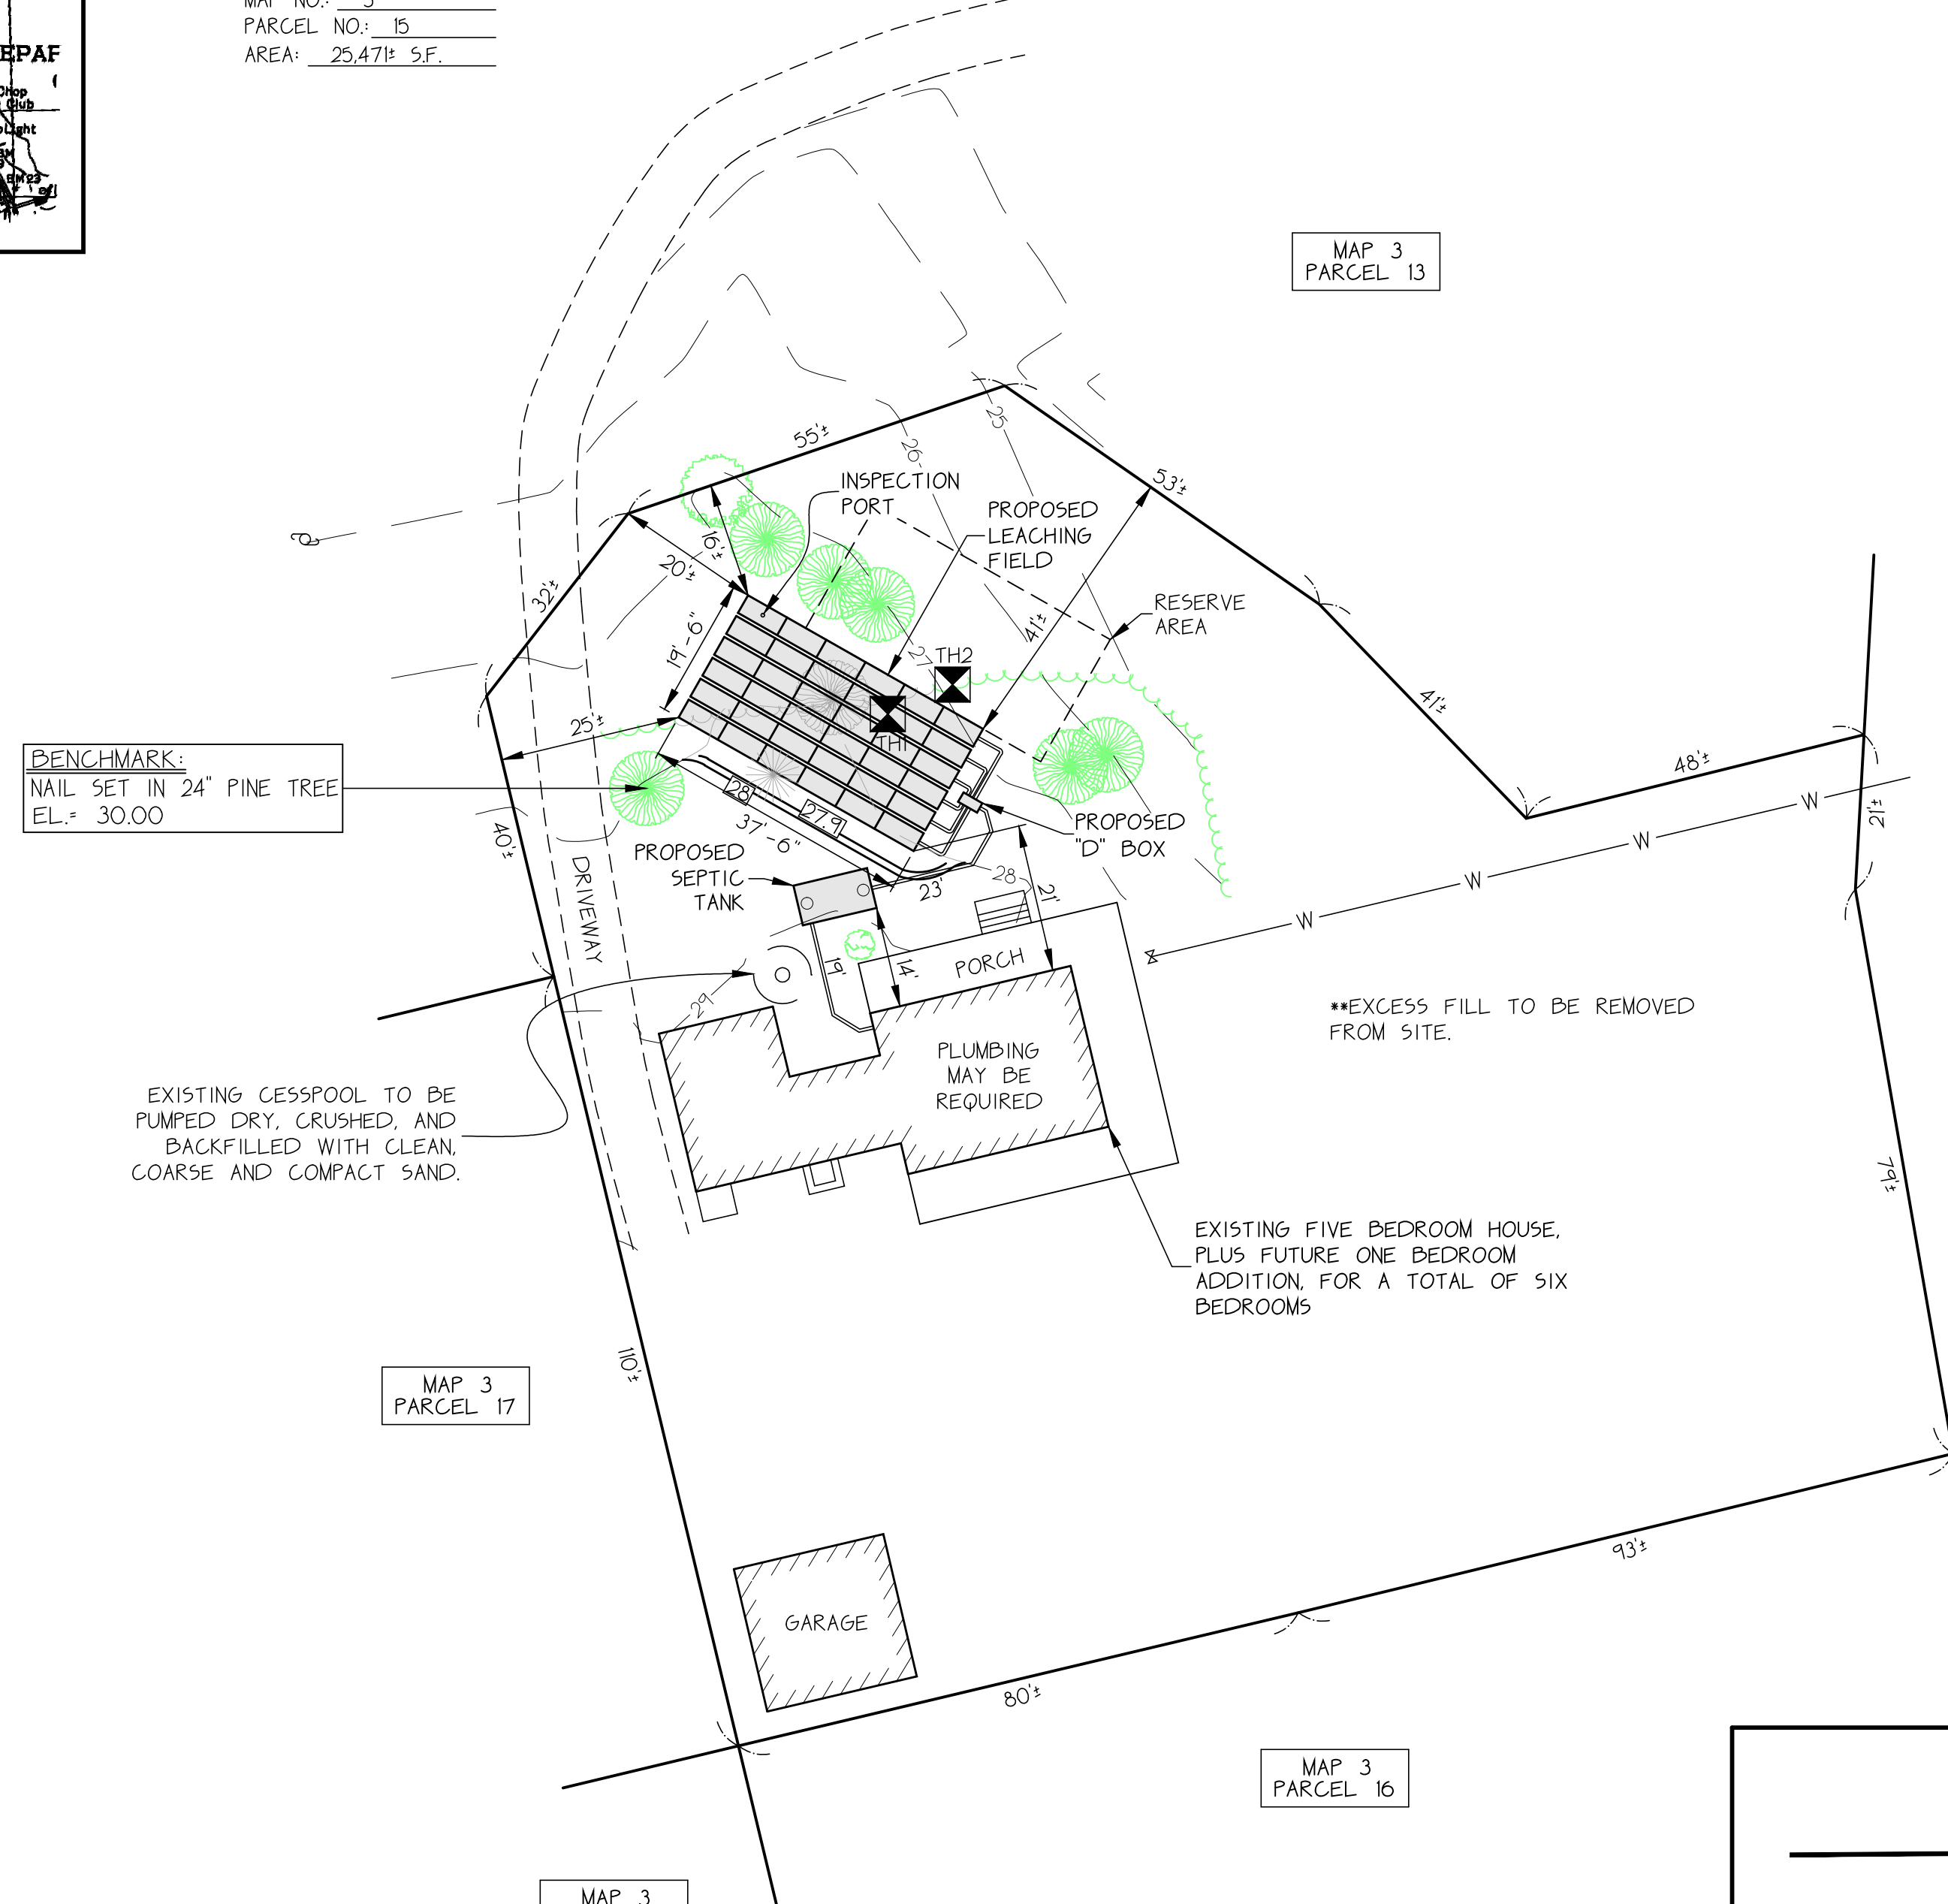 MAP NO.: 3
PARCEL NO.: 15
AREA: 25,471± S.F.
Chop
Club
MAP 3
PARCEL 13
55'±
53'±
25
26
INSPECTION
PORT
PROPOSED
LEACHING
FIELD
16'±
20'±
32'±
RESERVE
AREA
19'-6"
41'±
27
TH2
TH1
41'±
25'±
48'±
21'±
BENCHMARK:
NAIL SET IN 24" PINE TREE
EL.= 30.00
28
27.9
37'-6"
PROPOSED
"D" BOX
40'±
DRIVEWAY
PROPOSED
SEPTIC
TANK
23'
28
21'
W
W
W
W
19'
14'
PORCH
29
**EXCESS FILL TO BE REMOVED
FROM SITE.
PLUMBING
MAY BE
REQUIRED
EXISTING CESSPOOL TO BE
PUMPED DRY, CRUSHED, AND
BACKFILLED WITH CLEAN,
COARSE AND COMPACT SAND.
79'±
EXISTING FIVE BEDROOM HOUSE,
PLUS FUTURE ONE BEDROOM
ADDITION, FOR A TOTAL OF SIX
BEDROOMS
110'±
MAP 3
PARCEL 17
93'±
GARAGE
80'±
MAP 3
PARCEL 16
MAP 3